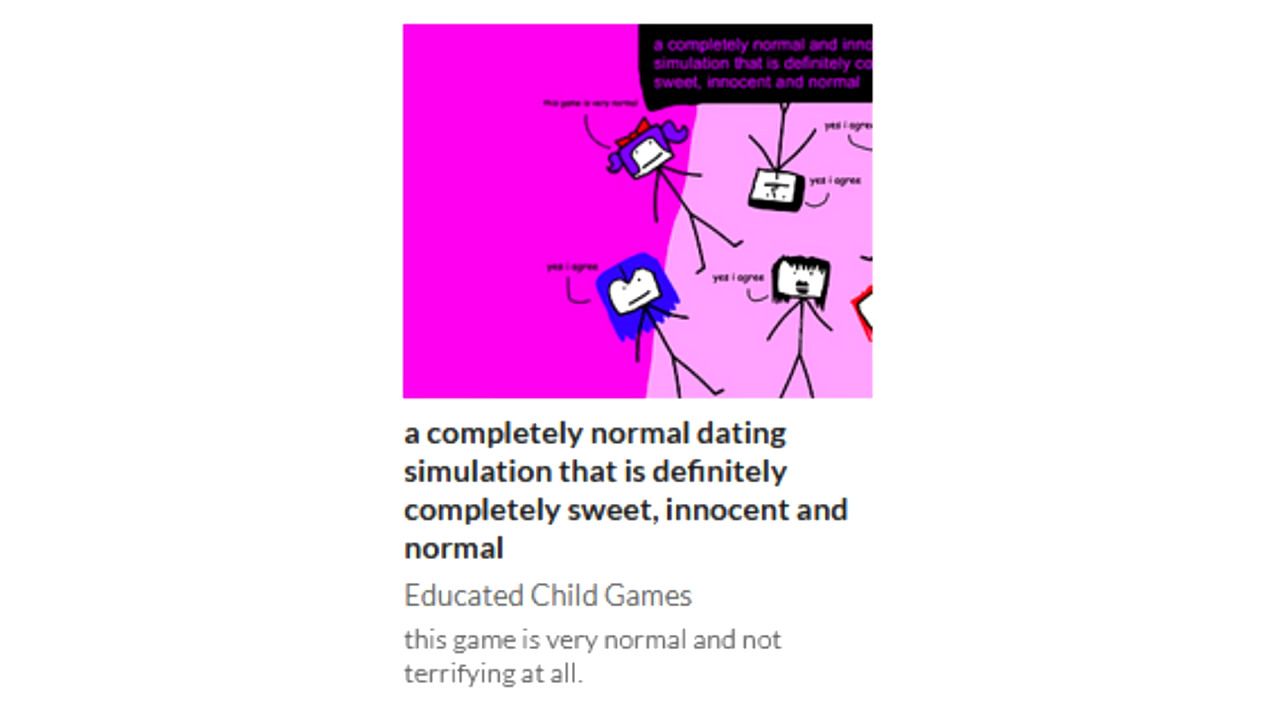 a completely normal and inno
simulation that is definitely co
sweet, innocent and normal
this game is very normal
yes i agre
yes i agree
yes i agree
yes i agree
a completely normal dating
simulation that is definitely
completely sweet, innocent and
normal
Educated Child Games
this game is very normal and not
terrifying at all.